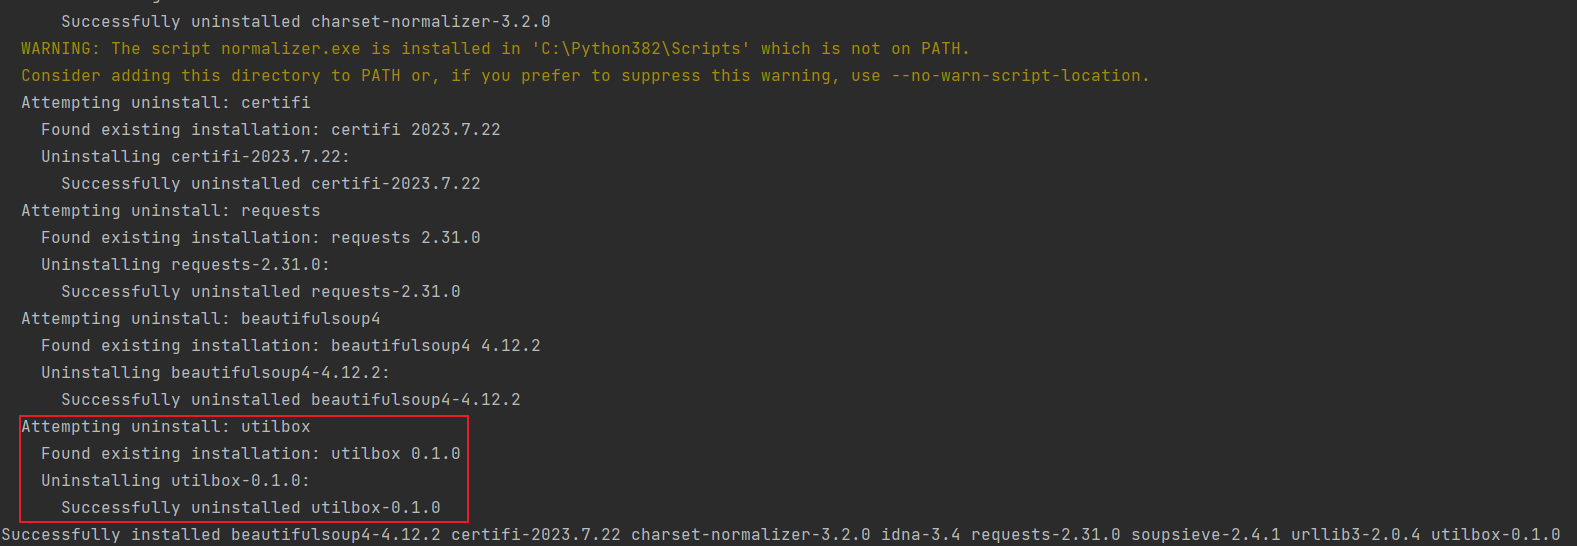 Successfully uninstalled charset-normalizer-3.2.0
WARNING: The script normalizer.exe is installed in 'C:\Python382\Scripts' which is not on PATH.
Consider adding this directory to PATH or, if you prefer to suppress this warning, use --no-warn-script-location.
Attempting uninstall: certifi
Found existing installation: certifi 2023.7.22
Uninstalling certifi-2023.7.22:
Successfully uninstalled certifi-2023.7.22
Attempting uninstall: requests
Found existing installation: requests 2.31.0
Uninstalling requests-2.31.0:
Successfully uninstalled requests-2.31.0
Attempting uninstall: beautifulsoup4
Found existing installation: beautifulsoup4 4.12.2
Uninstalling beautifulsoup4-4.12.2:
Successfully uninstalled beautifulsoup4-4.12.2
Attempting uninstall: utilbox
Found existing installation: utilbox 0.1.0
Uninstalling utilbox-0.1.0:
Successfully uninstalled utilbox-0.1.0
Successfully installed beautifulsoup4-4.12.2 certifi-2023.7.22 charset-normalizer-3.2.0 idna-3.4 requests-2.31.0 soupsieve-2.4.1 urllib3-2.0.4 utilbox-0.1.0